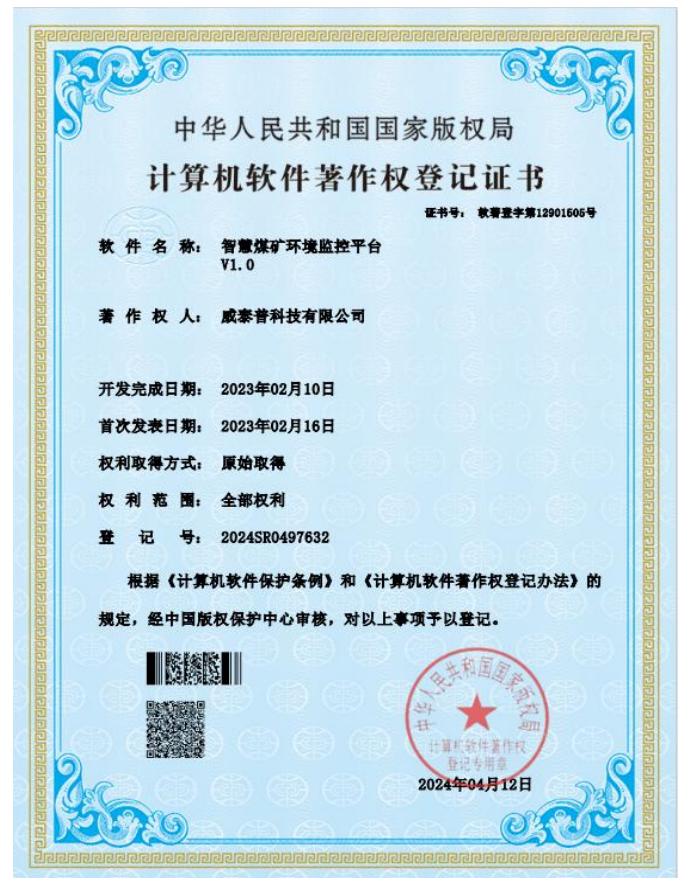 中华人民共和国国家版权局
计算机软件著作权登记证书
证书号： 软著登字第12901605号
软件名称： 智慧煤矿环境监控平台
V1.0
著作权人： 威泰普科技有限公司
开发完成日期： 2023年02月10日
首次发表日期： 2023年02月16日
权利取得方式： 原始取得
权利范围： 全部权利
登记号： 2024SR0497632
根据《计算机软件保护条例》和《计算机软件著作权登记办法》的
规定，经中国版权保护中心审核，对以上事项予以登记。
中华人民共和国国家版权局
计算机软件著作权
登记专用章
2024年04月12日